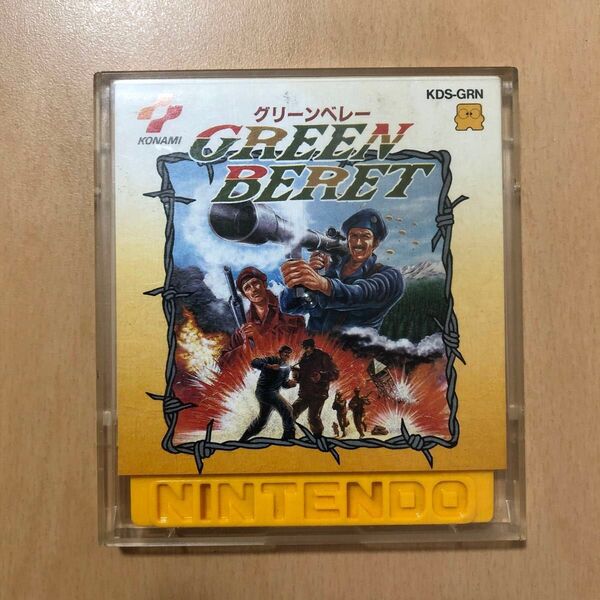 KDS-GRN
KONAMI
グリーンベレー
GREEN
BERET
NINTENDO